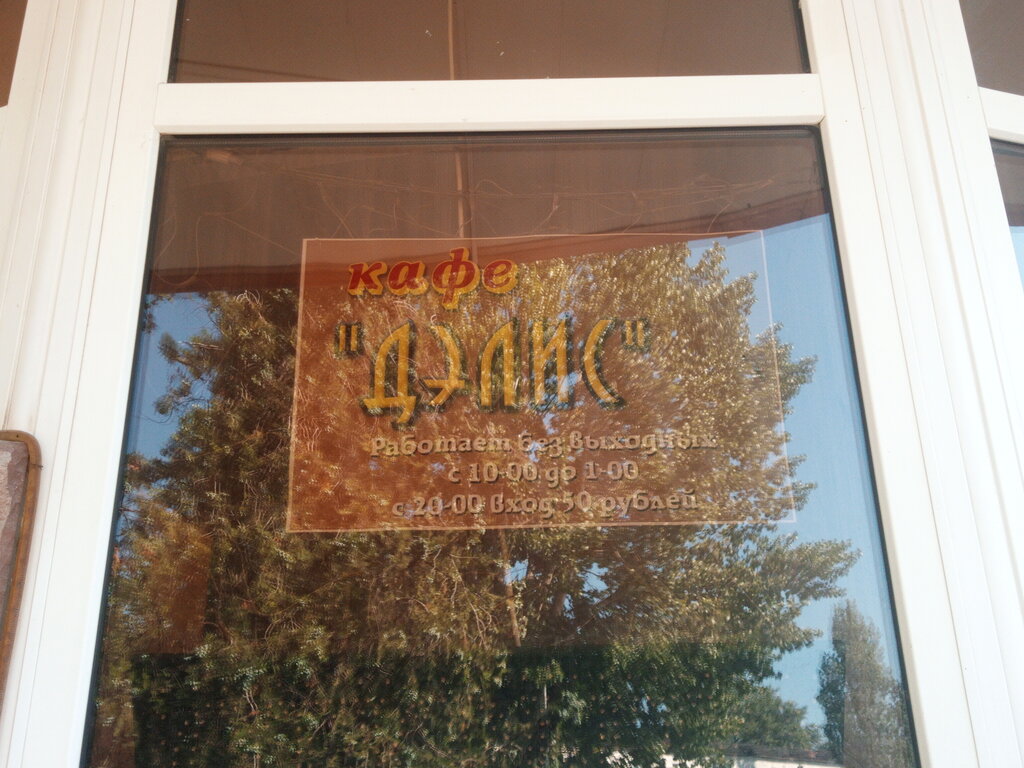 кафе
"ДЭЛИС"
Работает без выходных
с 10-00 до 1-00
с 20-00 вход 50 рублей